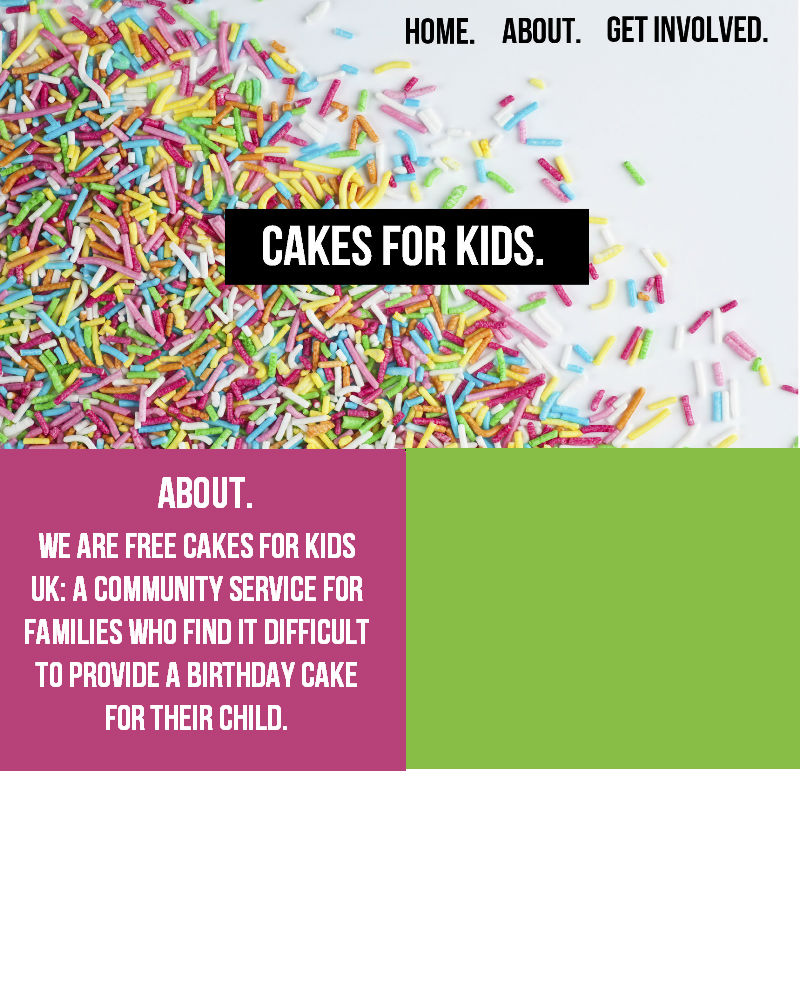 HOME. ABOUT. GET INVOLVED.
CAKES FOR KIDS.
ABOUT.
WE ARE FREE CAKES FOR KIDS
UK: A COMMUNITY SERVICE FOR
FAMILIES WHO FIND IT DIFFICULT
TO PROVIDE A BIRTHDAY CAKE
FOR THEIR CHILD.